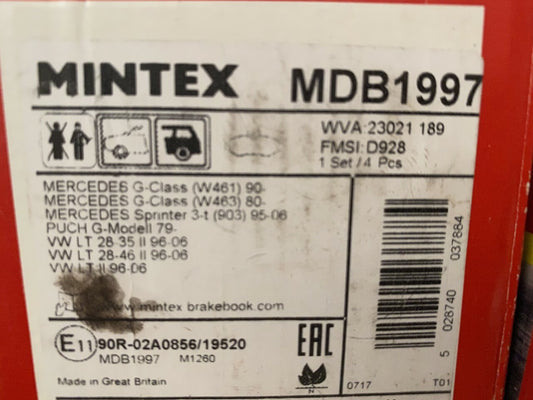 MINTEX MDB1997
WVA:23021 189
FMSI:D928
1 Set/4 Pcs
MERCEDES G-Class (W461) 90-
MERCEDES G-Class (W463) 80-
MERCEDES Sprinter 3-t (903) 95-06
PUCH G-Modell 79-
VW LT 28-35 II 96-06
VW LT 28-46 II 96-06
VW LT II 96-06
www.mintex brakebook.com
E11 90R-02A0856/19520
MDB1997 M1260
EAC
N
Made in Great Britain
0717 T01
5 028740 037884